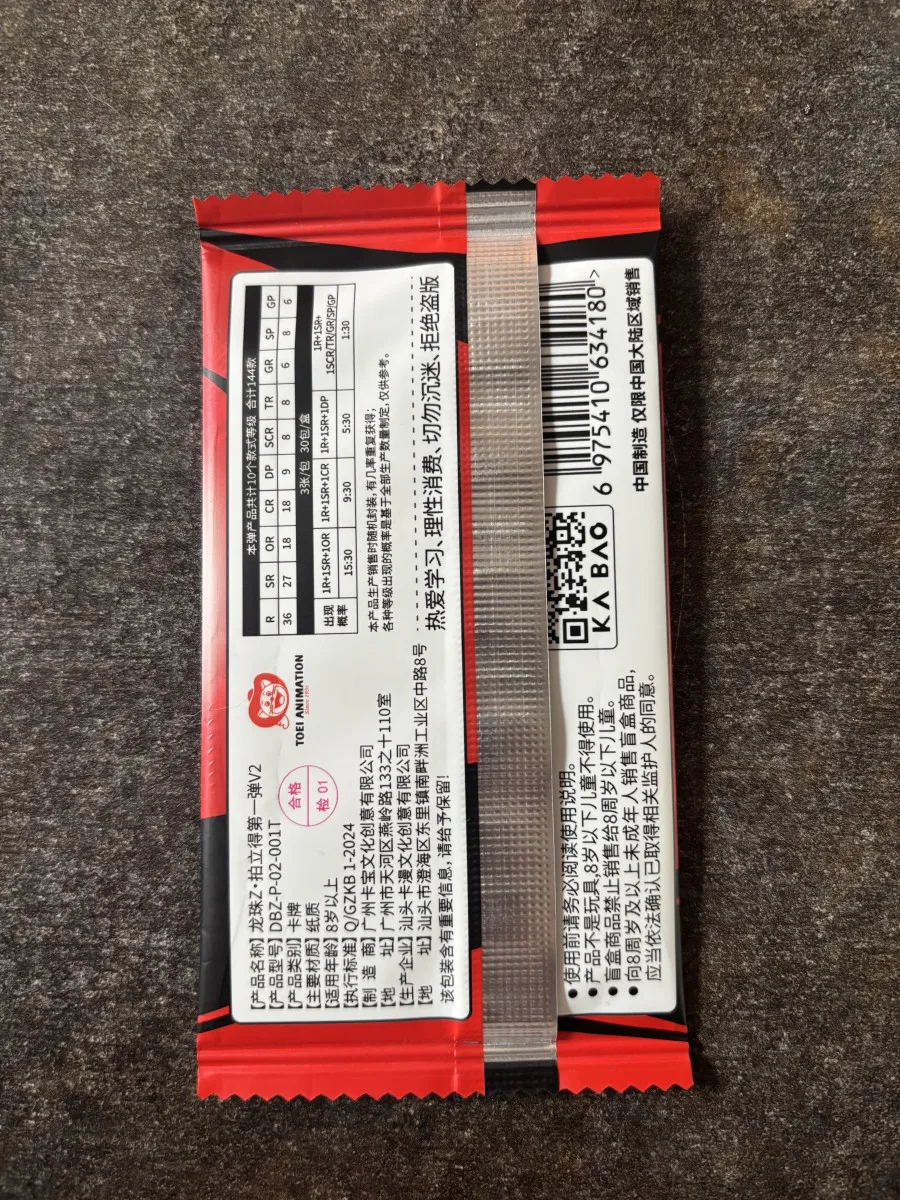 【产品名称】龙珠Z·拍立得第一弹V2
【产品型号】DBZ-P-02-001T
【产品类别】卡牌
【主要材质】纸质
【适用年龄】8岁以上
【执行标准】Q/GZKB 1-2024
【制 造 商】广州卡宝文化创意有限公司
【地 址】广州市天河区燕岭路133之十110室
【生产企业】汕头卡漫文化创意有限公司
【地 址】汕头市澄海区东里镇南畔洲工业区中路8号
该包装含有重要信息,请给予保留!
合格
检 01
TOEI ANIMATION
本弹产品共计10个款式等级 合计144款
R SR OR CR DP SCR TR GR SP GP
36 27 18 18 9 8 8 6 8 6
3张/包 30包/盒
出现概率
1R+1SR+1OR 1R+1SR+1CR 1R+1SR+1DP 1R+1SR+1SCR/TR/GR/SP/GP
15:30 9:30 5:30 1:30
本产品生产销售时随机封装,有几率重复获得;
各种等级出现的概率是基于全部生产数量制定,仅供参考。
热爱学习、理性消费、切勿沉迷、拒绝盗版
●使用前请务必阅读使用说明。
●产品不是玩具,8岁以下儿童不得使用。
●盲盒商品禁止销售给8周岁以下儿童。
●向8周岁及以上未成年人销售盲盒商品,
应当依法确认已取得相关监护人的同意。
KA BAO
6 975410 634180 >
中国制造 仅限中国大陆区域销售